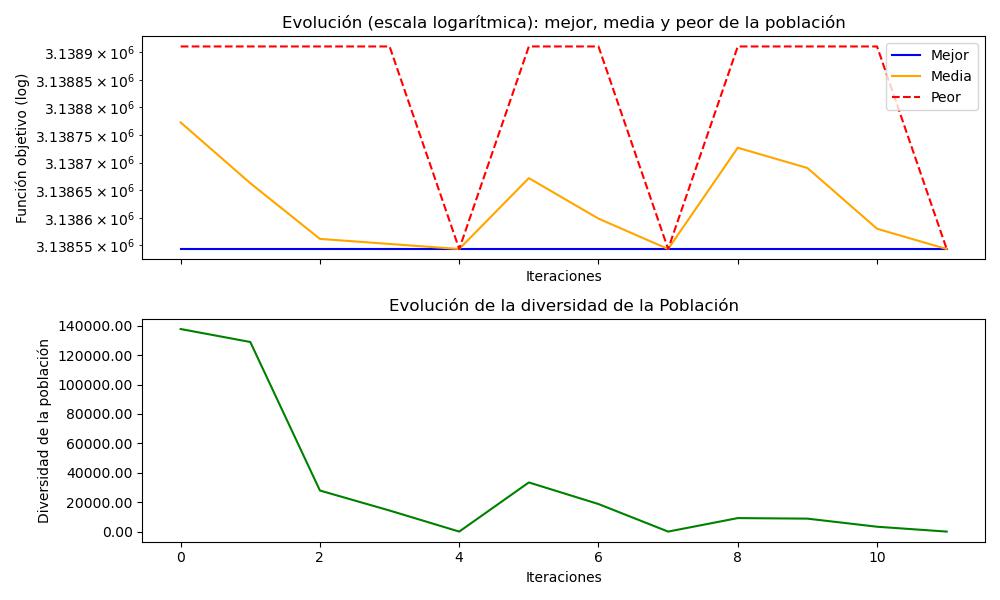 Evolución (escala logarítmica): mejor, media y peor de la población
Función objetivo (log)
3.1389 × 10⁶
3.13885 × 10⁶
3.1388 × 10⁶
3.13875 × 10⁶
3.1387 × 10⁶
3.13865 × 10⁶
3.1386 × 10⁶
3.13855 × 10⁶
Mejor
Media
Peor
Iteraciones
Evolución de la diversidad de la Población
Diversidad de la población
140000.00
120000.00
100000.00
80000.00
60000.00
40000.00
20000.00
0.00
0 2 4 6 8 10
Iteraciones